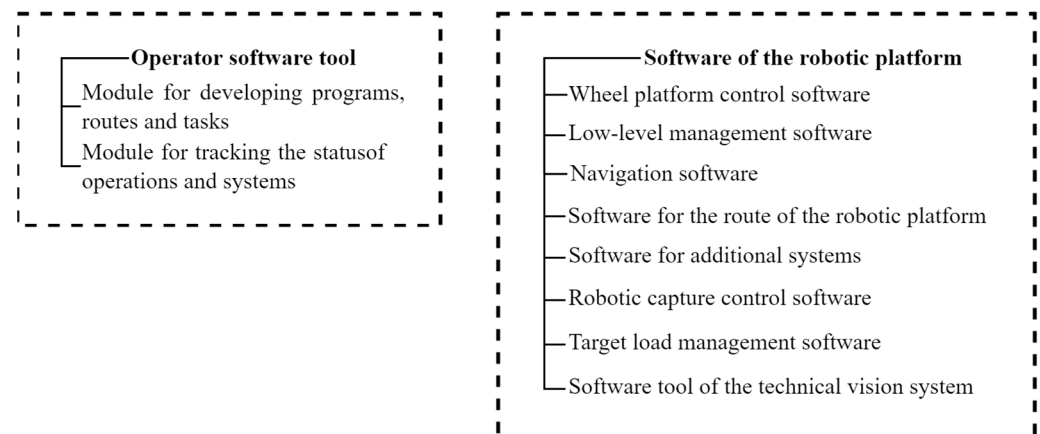 Operator software tool
Module for developing programs,
routes and tasks
Module for tracking the statusof
operations and systems
Software of the robotic platform
Wheel platform control software
Low-level management software
Navigation software
Software for the route of the robotic platform
Software for additional systems
Robotic capture control software
Target load management software
Software tool of the technical vision system